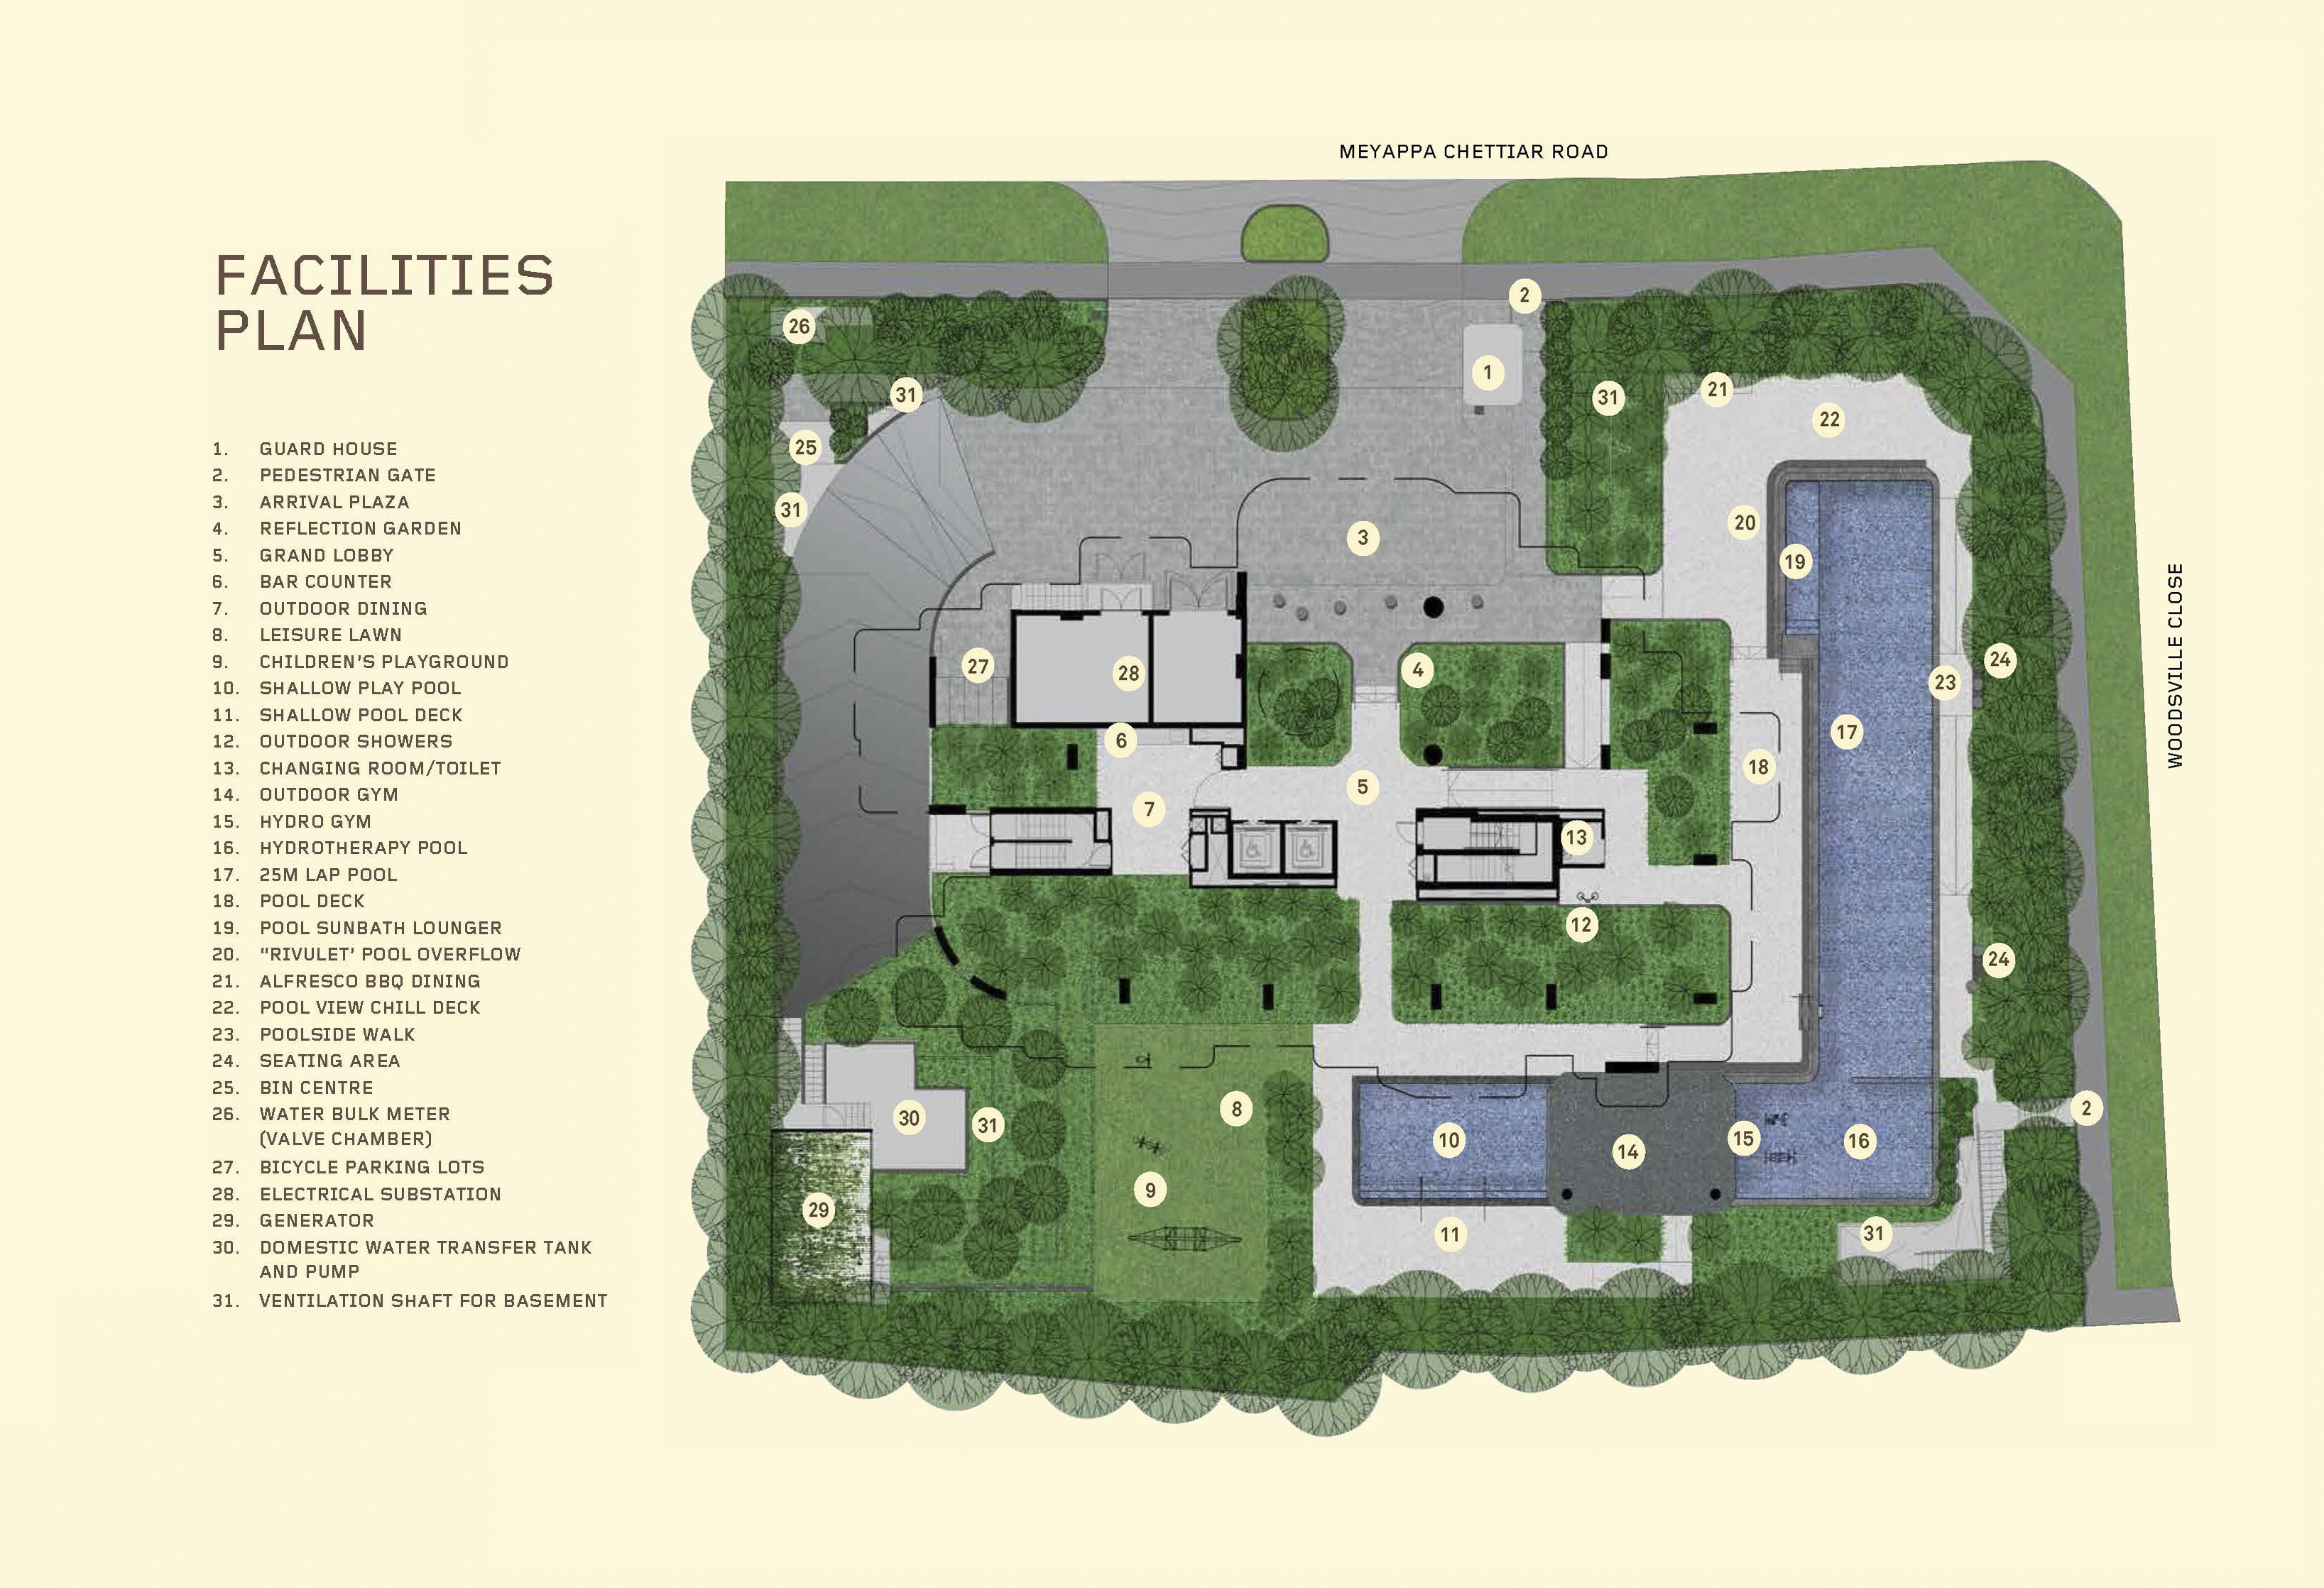 FACILITIES
PLAN
1. GUARD HOUSE
2. PEDESTRIAN GATE
3. ARRIVAL PLAZA
4. REFLECTION GARDEN
5. GRAND LOBBY
6. BAR COUNTER
7. OUTDOOR DINING
8. LEISURE LAWN
9. CHILDREN'S PLAYGROUND
10. SHALLOW PLAY POOL
11. SHALLOW POOL DECK
12. OUTDOOR SHOWERS
13. CHANGING ROOM/TOILET
14. OUTDOOR GYM
15. HYDRO GYM
16. HYDROTHERAPY POOL
17. 25M LAP POOL
18. POOL DECK
19. POOL SUNBATH LOUNGER
20. “RIVULET’ POOL OVERFLOW
21. ALFRESCO BBQ DINING
22. POOL VIEW CHILL DECK
23. POOLSIDE WALK
24. SEATING AREA
25. BIN CENTRE
26. WATER BULK METER
(VALVE CHAMBER)
27. BICYCLE PARKING LOTS
28. ELECTRICAL SUBSTATION
29. GENERATOR
30. DOMESTIC WATER TRANSFER TANK
AND PUMP
31. VENTILATION SHAFT FOR BASEMENT
MEYAPPA CHETTIAR ROAD
2
26
1
31
31
21
22
25
31
20
3
19
24
27
28
4
23
17
6
18
5
7
13
12
24
8
2
30
31
15
10
16
14
9
29
11
31
WOODSVILLE CLOSE